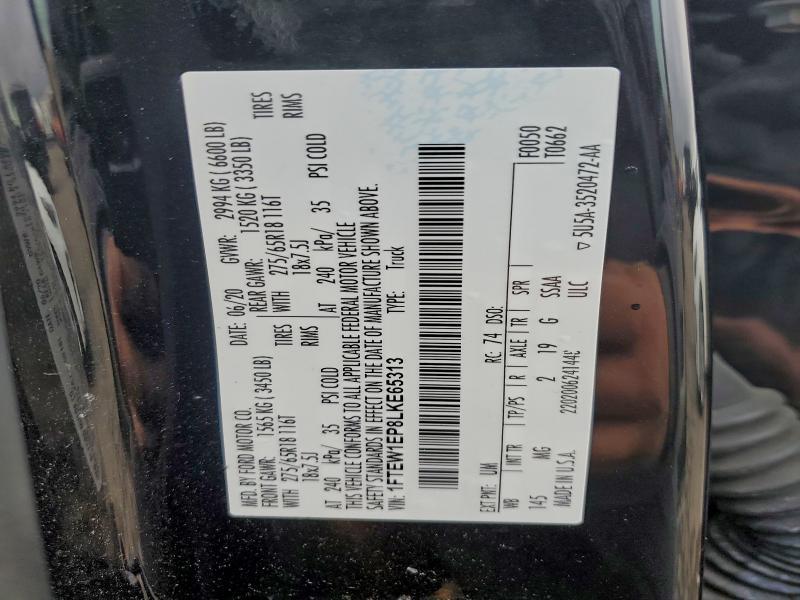 MFD. BY FORD MOTOR CO.
DATE: 06/20 GVWR: 2994 KG ( 6600 LB)
FRONT GAWR: 1565 KG ( 3450 LB) REAR GAWR: 1520 KG ( 3350 LB)
WITH 275/65R18 116T TIRES WITH 275/65R18 116T TIRES
18x7.5J RIMS 18x7.5J RIMS
AT 240 kPa/ 35 PSI COLD AT 240 kPa/ 35 PSI COLD
THIS VEHICLE CONFORMS TO ALL APPLICABLE FEDERAL MOTOR VEHICLE
SAFETY STANDARDS IN EFFECT ON THE DATE OF MANUFACTURE SHOWN ABOVE.
VIN: 1FTEW1EP8LKE65313 TYPE: Truck
F0050
EXT PNT: UM RC: 74 DSO: T0662
WB INT TR TP/PS R AXLE TR SPR
145 MG 2 19 G SSAA
MADE IN U.S.A. 22020062414​4C ULC
▽ 5U5A-3520472-AA